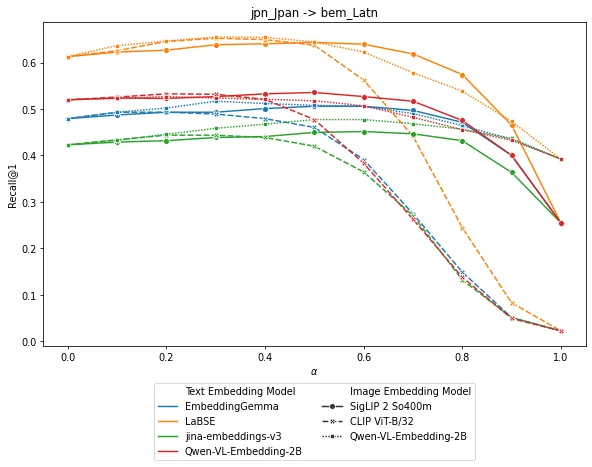 jpn_Jpan -> bem_Latn
Recall@1
0.6
0.5
0.4
0.3
0.2
0.1
0.0
0.0 0.2 0.4 0.6 0.8 1.0
α
Text Embedding Model
EmbeddingGemma
LaBSE
jina-embeddings-v3
Qwen-VL-Embedding-2B
Image Embedding Model
SigLIP 2 So400m
CLIP ViT-B/32
Qwen-VL-Embedding-2B